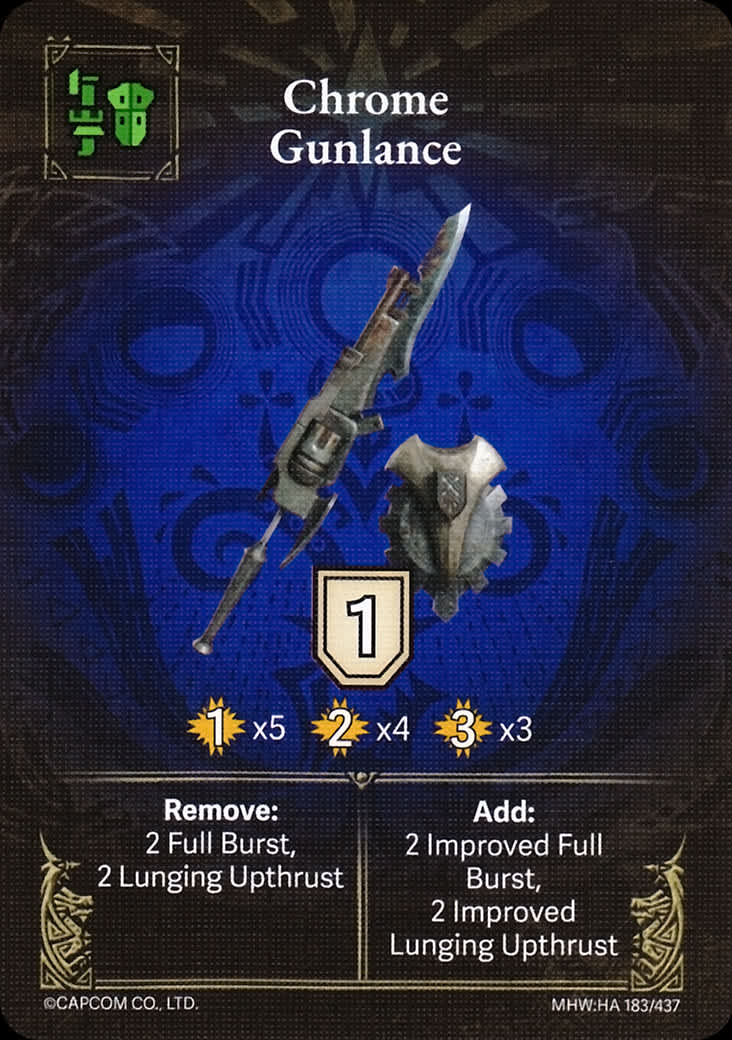 Chrome
Gunlance
1
1 x5 2 x4 3 x3
Remove:
2 Full Burst,
2 Lunging Upthrust
Add:
2 Improved Full
Burst,
2 Improved
Lunging Upthrust
©CAPCOM CO., LTD.
MHW:HA 183/437